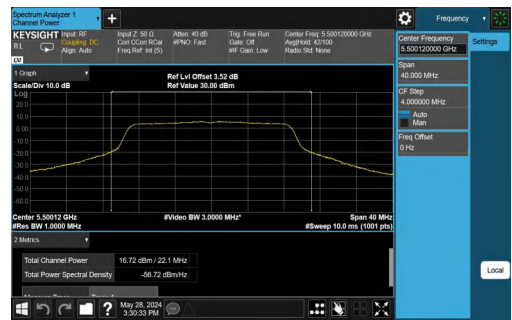 Spectrum Analyzer 1
Channel Power
Frequency
KEYSIGHT
Input: RF
Coupling: DC
Align: Auto
Input Z: 50 Ω
Corr CCorr RCal
Freq Ref: Int (S)
Atten: 40 dB
#PNO: Fast
Trig: Free Run
Gate: Off
#IF Gain: Low
Center Freq: 5.500120000 GHz
Avg|Hold: 42/100
Radio Std: None
R L
LV
1 Graph
Scale/Div 10.0 dB
Ref Lvl Offset 3.52 dB
Ref Value 30.00 dBm
Log
20.0
10.0
0.00
-10.0
-20.0
-30.0
-40.0
-50.0
-60.0
Center 5.50012 GHz
#Video BW 3.0000 MHz*
Span 40 MHz
#Res BW 1.0000 MHz
#Sweep 10.0 ms (1001 pts)
2 Metrics
Total Channel Power
16.72 dBm / 22.1 MHz
Total Power Spectral Density
-56.72 dBm/Hz
May 28, 2024
3:30:33 PM
Center Frequency
5.500120000 GHz
Settings
Span
40.000 MHz
CF Step
4.000000 MHz
Auto
Man
Freq Offset
0 Hz
Local